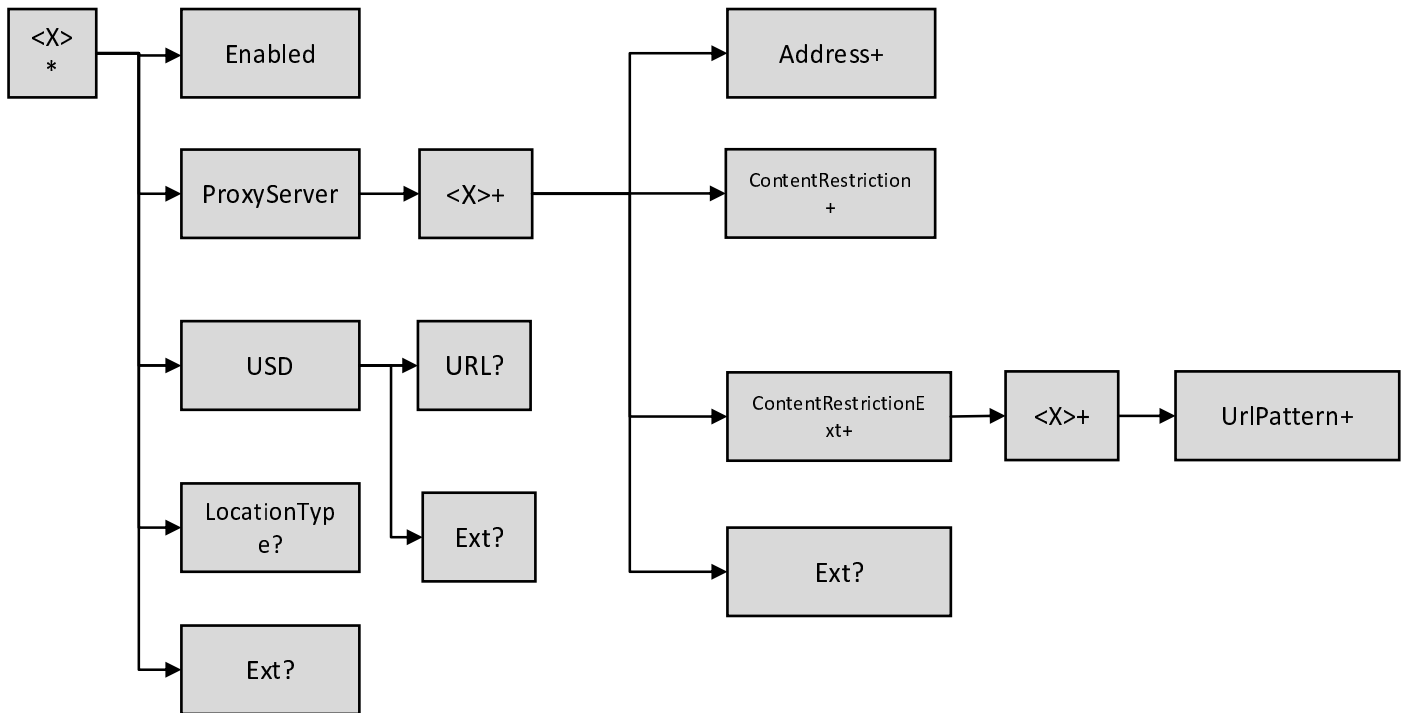 <X>
*
Enabled
Address+
ProxyServer
<X>+
ContentRestriction
+
USD
URL?
ContentRestrictionE
xt+
<X>+
UrlPattern+
LocationTyp
e?
Ext?
Ext?
Ext?